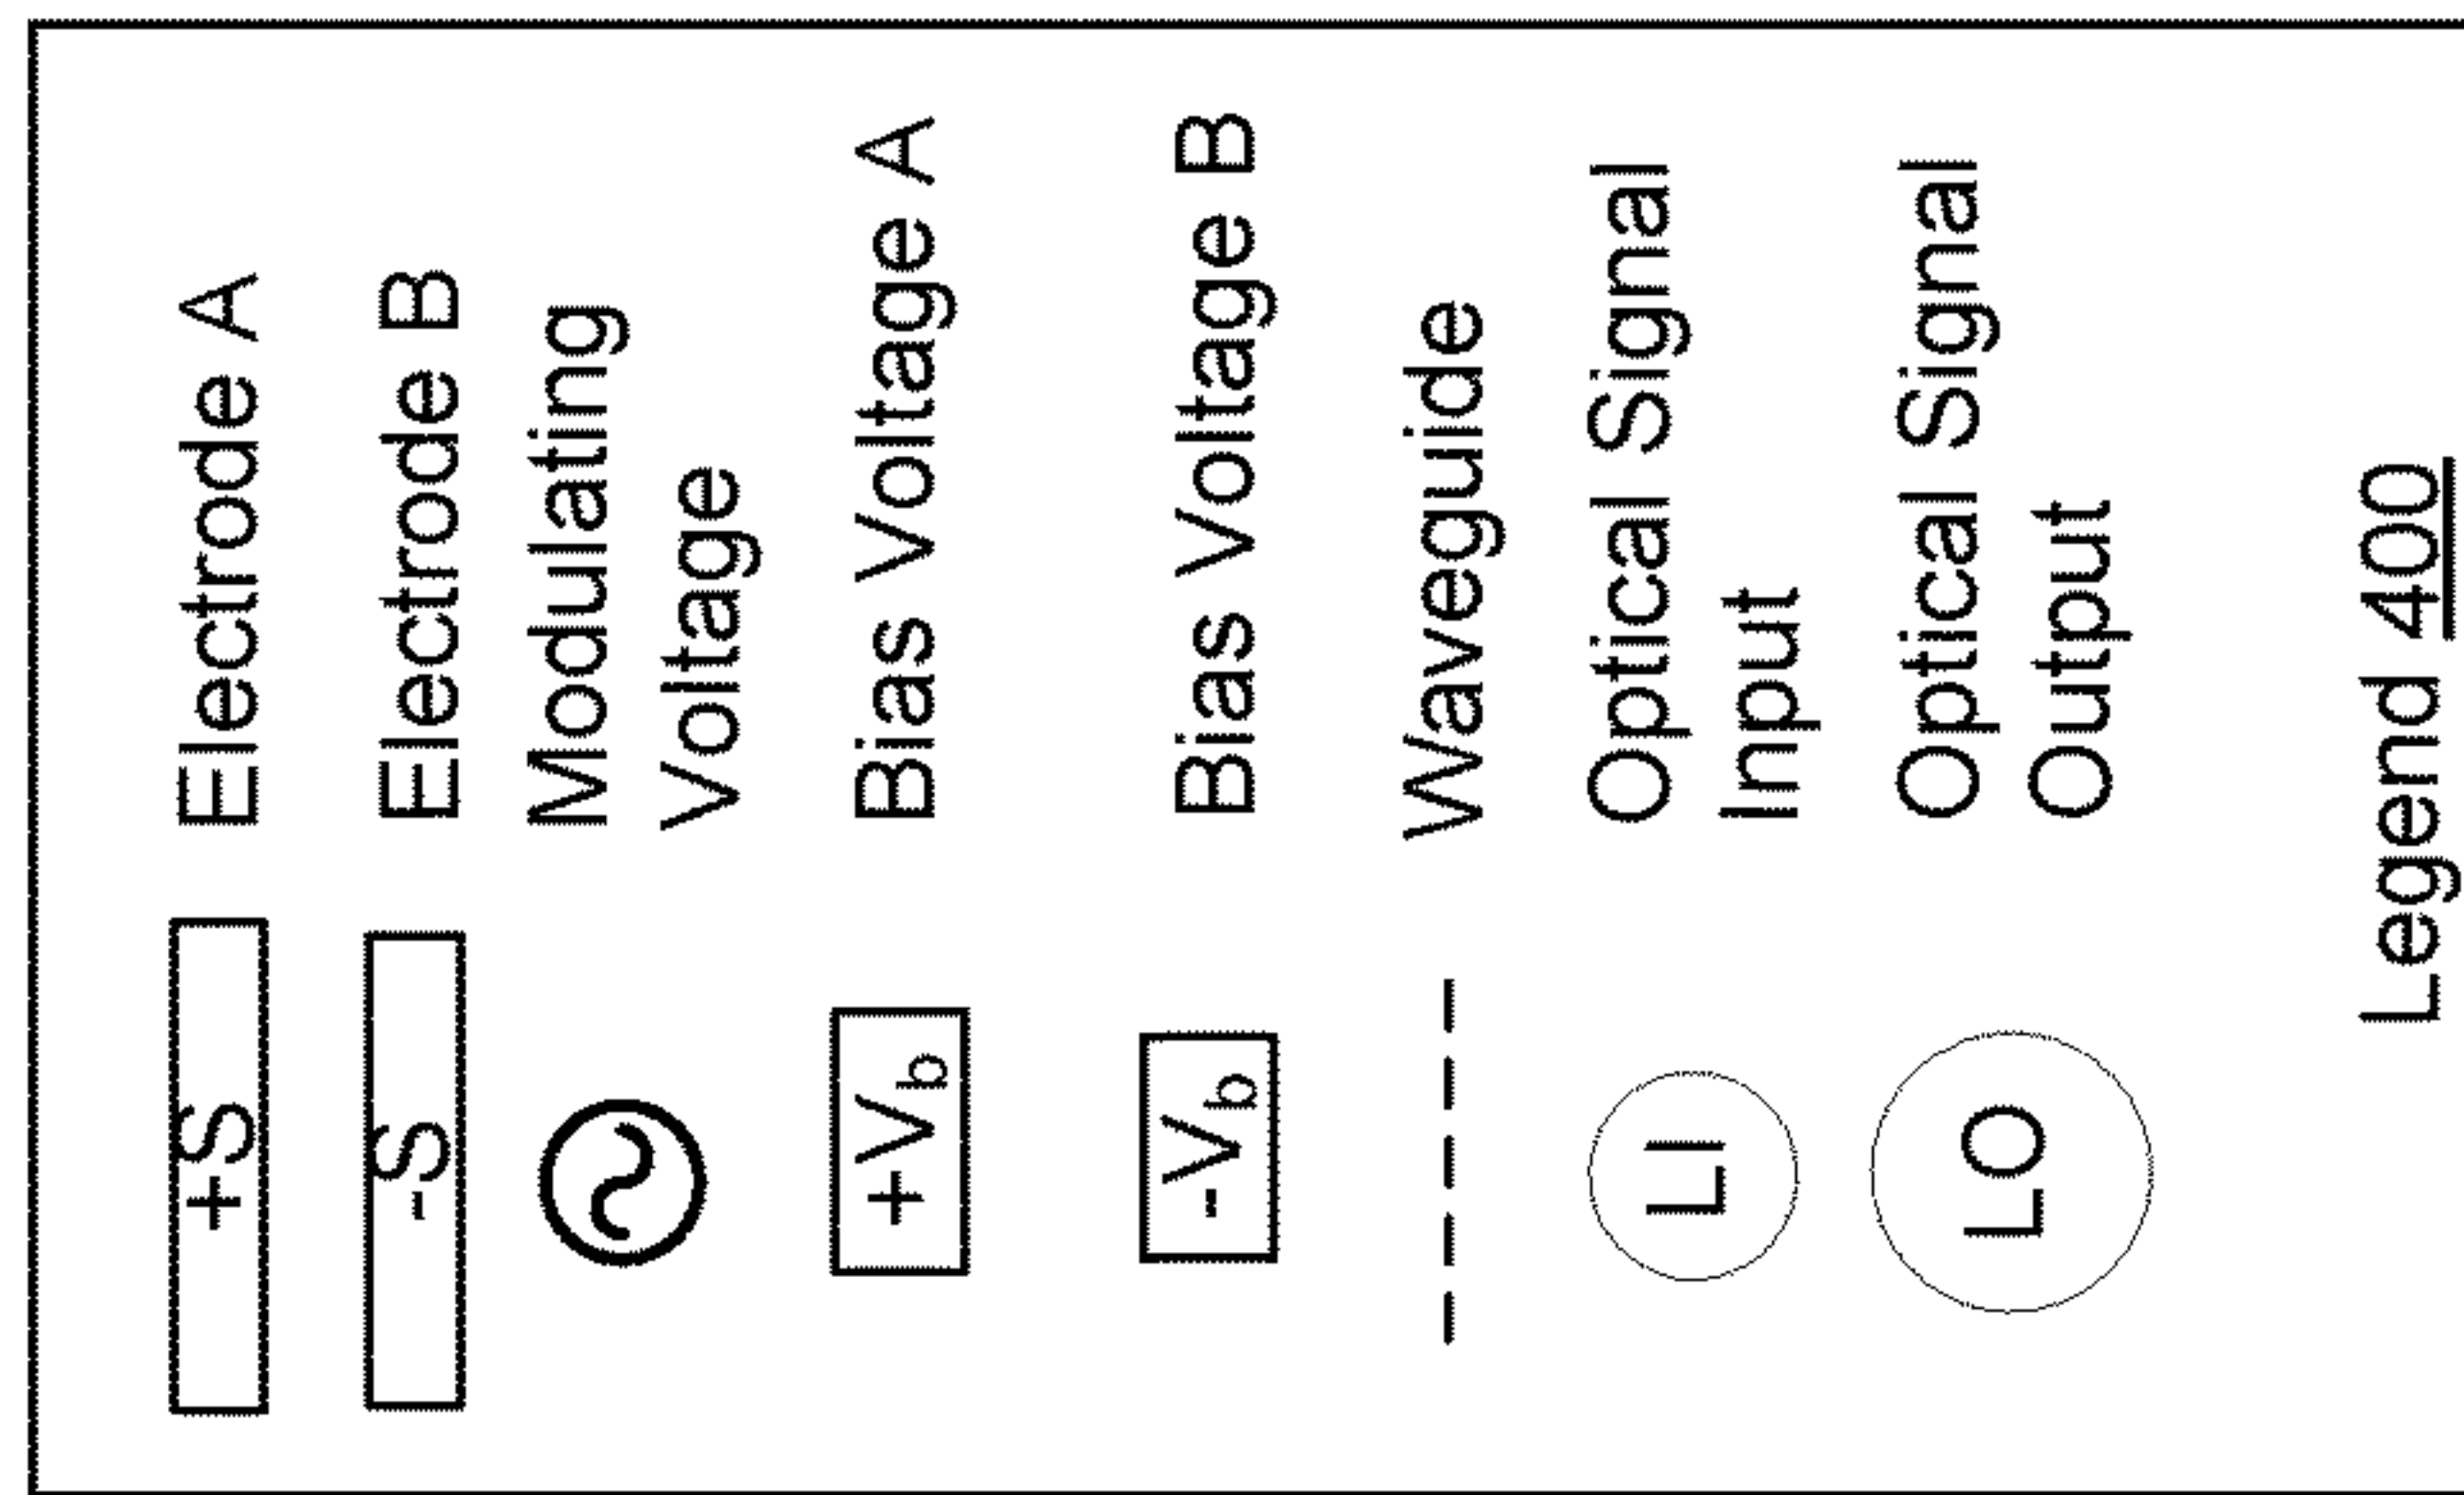 +S Electrode A
-S Electrode B
Modulating
Voltage
+Vb Bias Voltage A
-Vb Bias Voltage B
Waveguide
LI Optical Signal
Input
LO Optical Signal
Output
Legend 400